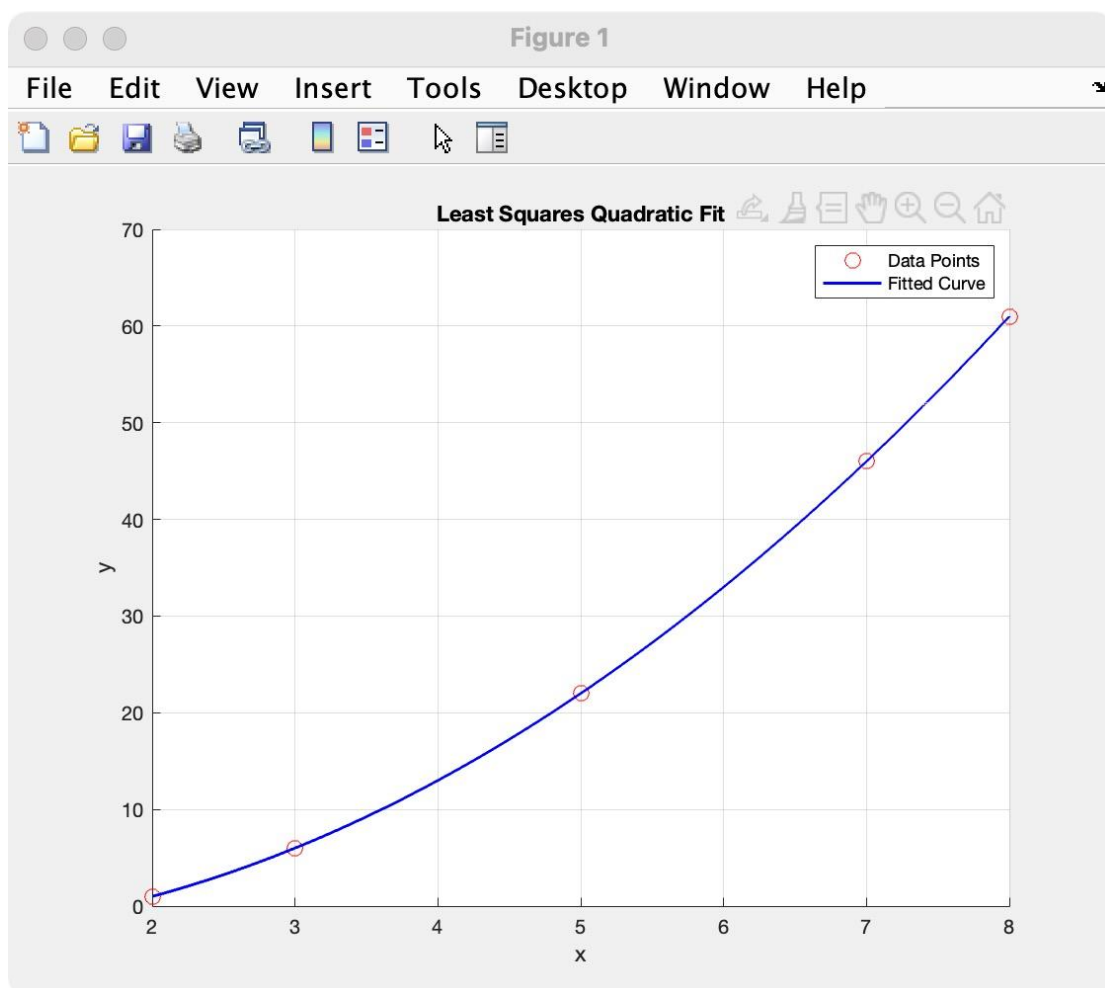 Figure 1
File Edit View Insert Tools Desktop Window Help
Least Squares Quadratic Fit
70
Data Points
Fitted Curve
60
50
40
y
30
20
10
0
2 3 4 5 6 7 8
x